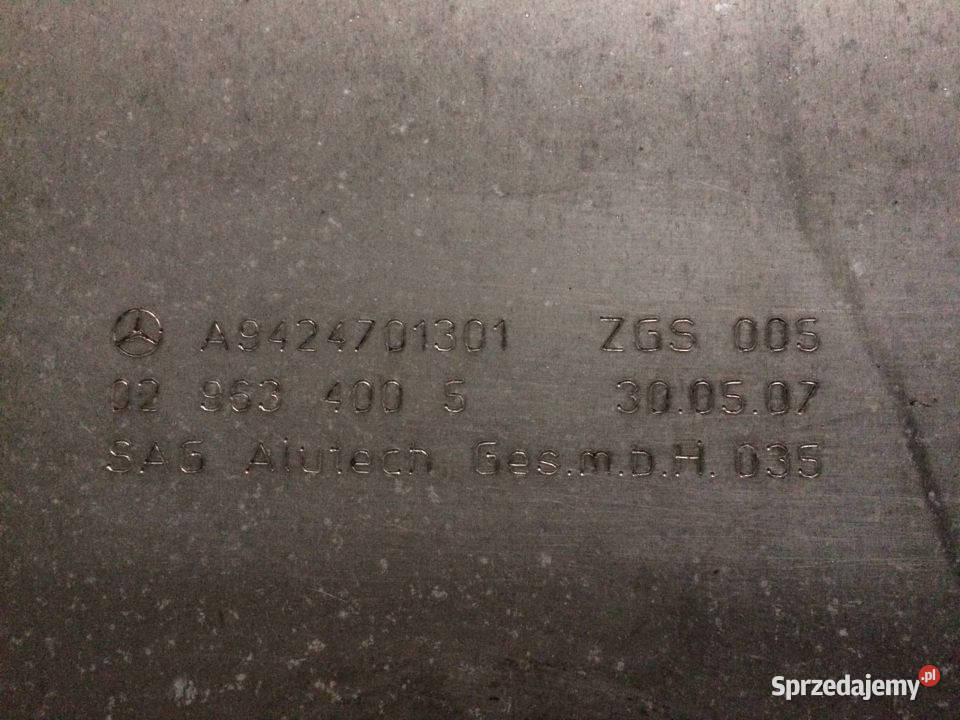 A9424701301 ZGS 005
02 963 400 5 30.05.07
SAG Alutech Ges.m.b.H. 035
Sprzedajemy.pl